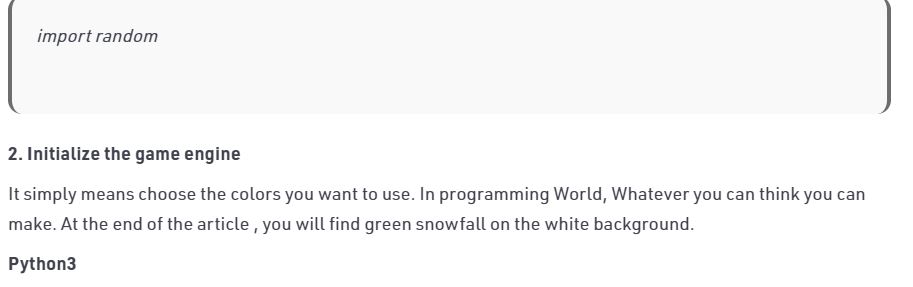 import random
2. Initialize the game engine
It simply means choose the colors you want to use. In programming World, Whatever you can think you can
make. At the end of the article , you will find green snowfall on the white background.
Python3